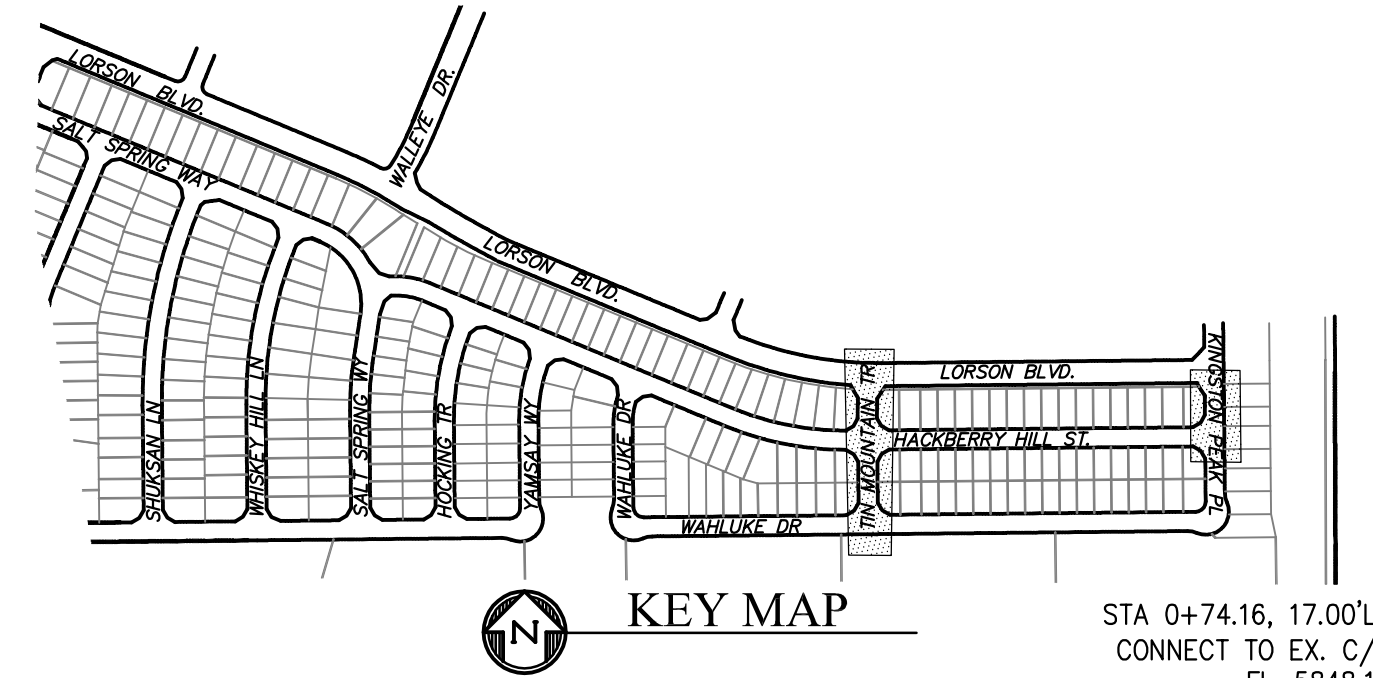 LORSON BLVD.
WALLEYE DR.
SALT SPRING WAY
LORSON BLVD.
KINGSTON PEAK PL
TIN MOUNTAIN TR
LORSON BLVD.
HACKBERRY HILL ST.
SHUKSAN LN
WHISKEY HILL LN
SALT SPRING WY
HOCKING TR
YAMSAY WY
WAHLUKE DR
WAHLUKE DR
N
KEY MAP
STA 0+74.16, 17.00'L
CONNECT TO EX. C/